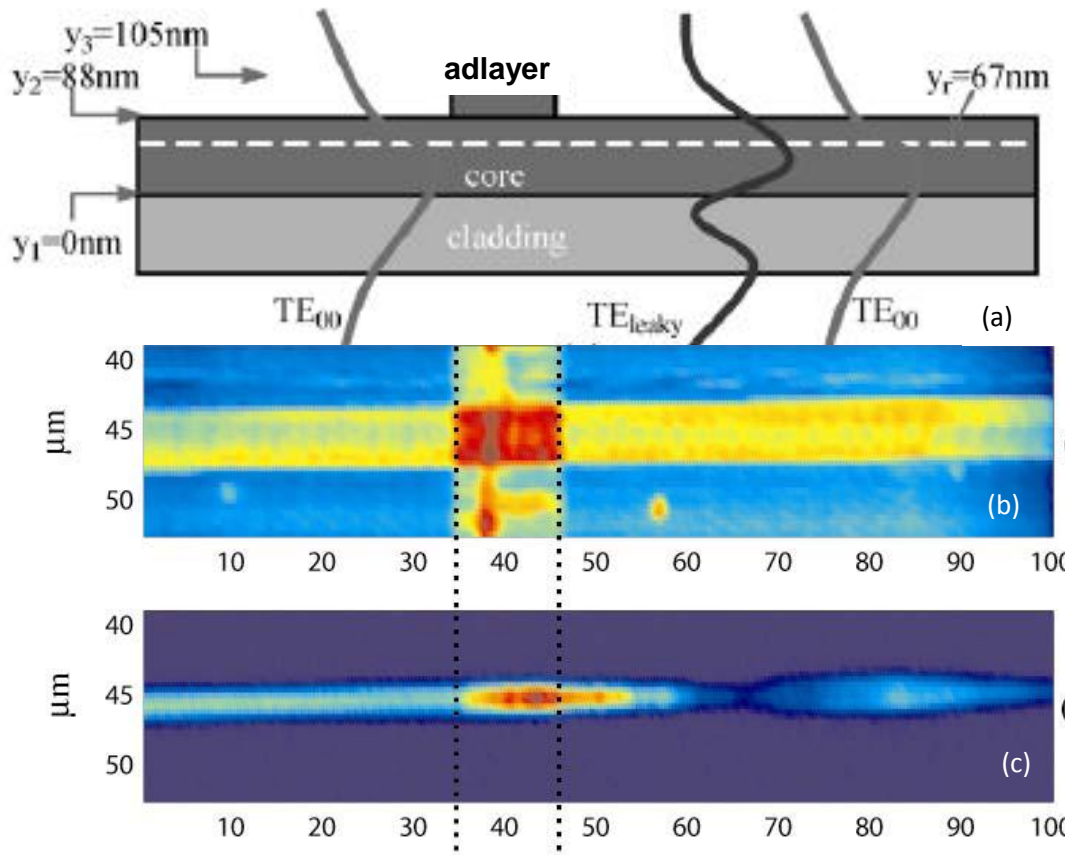 y₃=105nm
y₂=88nm
adlayer
yᵣ=67nm
core
y₁=0nm
cladding
TE₀₀
TE_leaky
TE₀₀
(a)
40
45
50
μm
(b)
10 20 30 40 50 60 70 80 90 100
40
45
50
μm
(c)
10 20 30 40 50 60 70 80 90 100